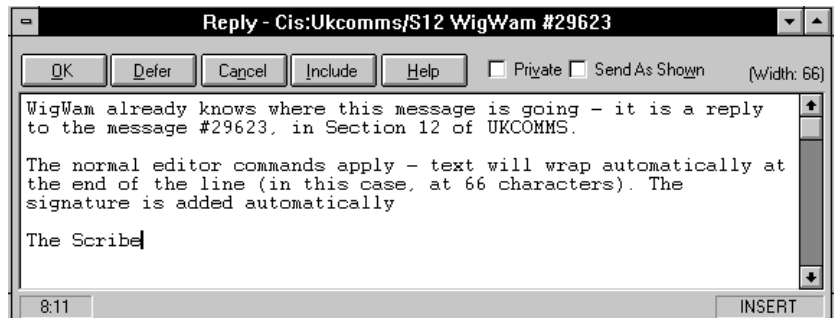 Reply - Cis:Ukcomms/S12 WigWam #29623
OK Defer Cancel Include Help Private Send As Shown (Width: 66)
WigWam already knows where this message is going – it is a reply
to the message #29623, in Section 12 of UKCOMMS.
The normal editor commands apply – text will wrap automatically at
the end of the line (in this case, at 66 characters). The
signature is added automatically
The Scribe
8:11 INSERT